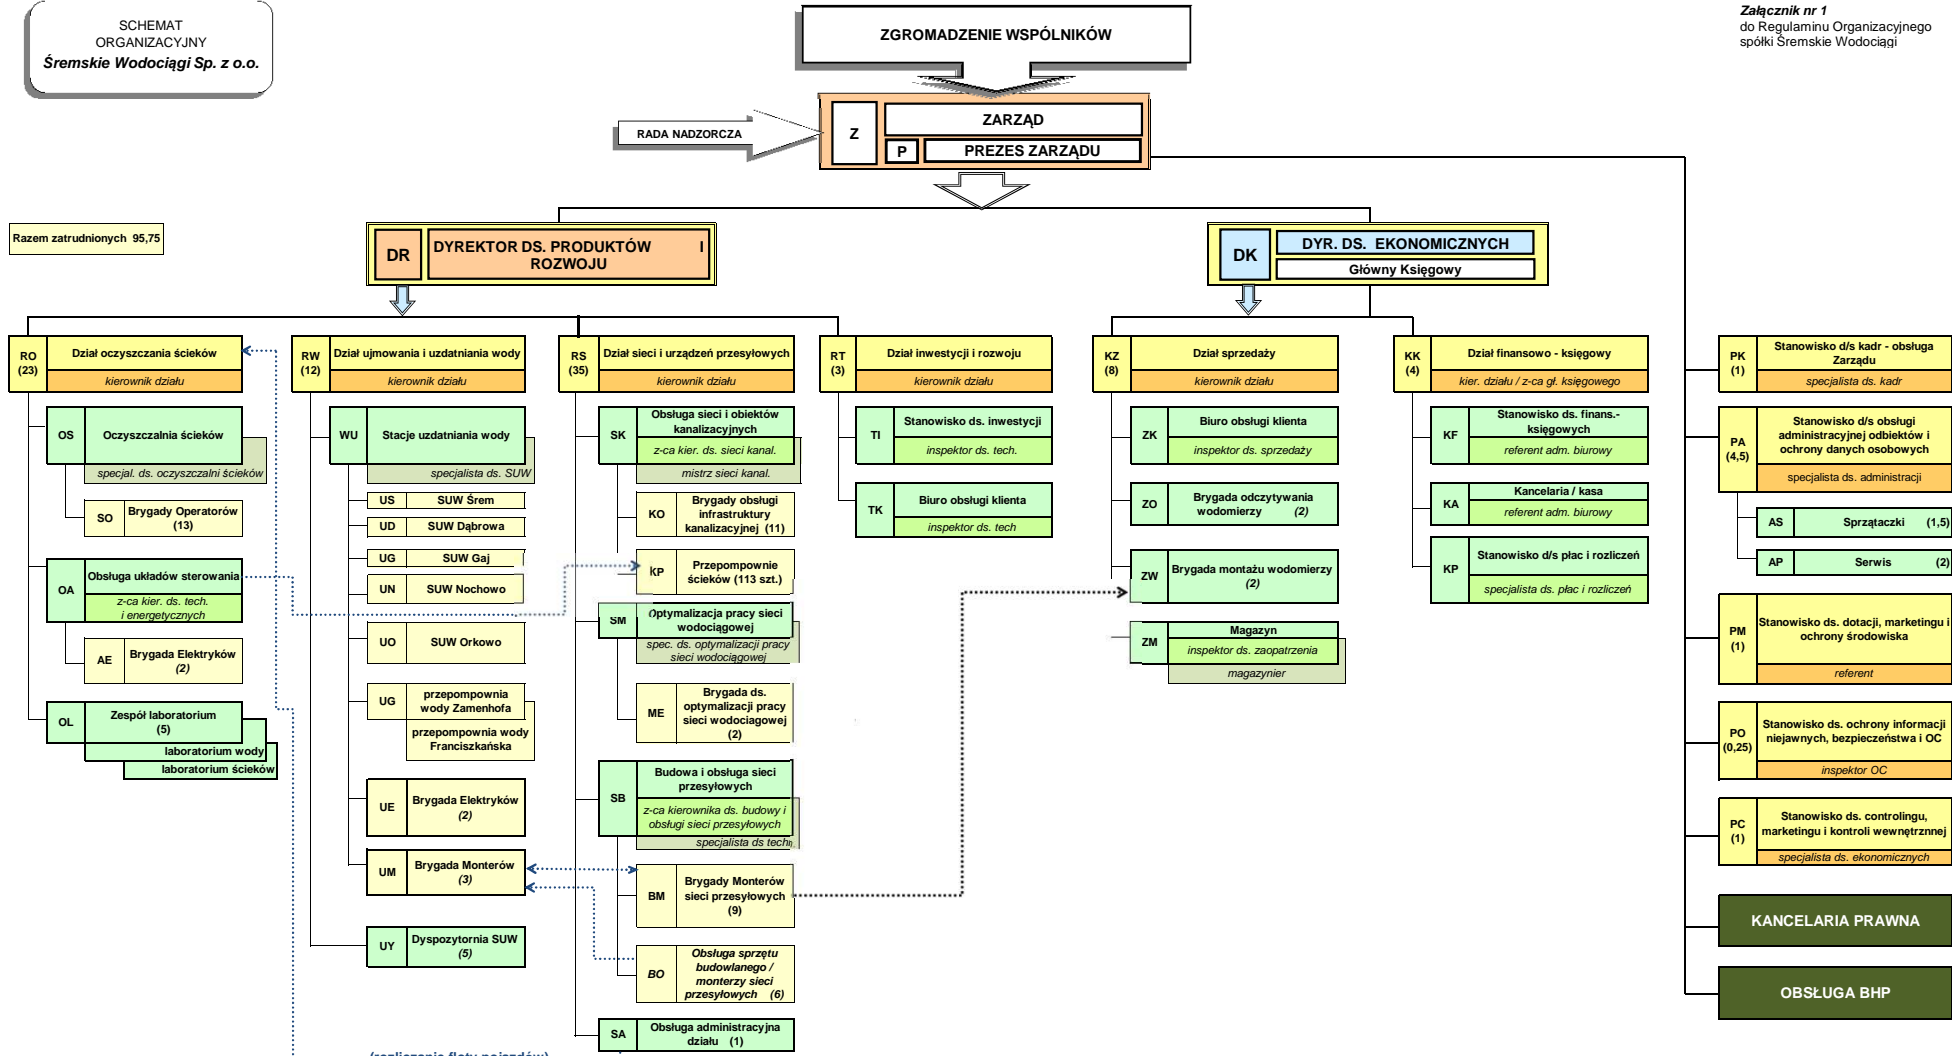 SCHEMAT
ORGANIZACYJNY
Śremskie Wodociągi Sp. z o.o.
ZGROMADZENIE WSPÓLNIKÓW
Załącznik nr 1
do Regulaminu Organizacyjnego
spółki Śremskie Wodociągi
RADA NADZORCZA
Z
ZARZĄD
P
PREZES ZARZĄDU
Razem zatrudnionych 95,75
DR
DYREKTOR DS. PRODUKTÓW I
ROZWOJU
DK
DYR. DS. EKONOMICZNYCH
Główny Księgowy
RO
(23)
Dział oczyszczania ścieków
kierownik działu
OS
Oczyszczalnia ścieków
specjal. ds. oczyszczalni ścieków
SO
Brygady Operatorów
(13)
OA
Obsługa układów sterowania
z-ca kier. ds. tech.
i energetycznych
AE
Brygada Elektryków
(2)
OL
Zespół laboratorium
(5)
laboratorium wody
laboratorium ścieków
RW
(12)
Dział ujmowania i uzdatniania wody
kierownik działu
WU
Stacje uzdatniania wody
specjalista ds. SUW
US
SUW Śrem
UD
SUW Dąbrowa
UG
SUW Gaj
UN
SUW Nochowo
UO
SUW Orkowo
UG
przepompownia
wody Zamenhofa
przepompownia wody
Franciszkańska
UE
Brygada Elektryków
(2)
UM
Brygada Monterów
(3)
UY
Dyspozytornia SUW
(5)
RS
(35)
Dział sieci i urządzeń przesyłowych
kierownik działu
SK
Obsługa sieci i obiektów
kanalizacyjnych
z-ca kier. ds. sieci kanal.
mistrz sieci kanal.
KO
Brygady obsługi
infrastruktury
kanalizacyjnej (11)
KP
Przepompownie
ścieków (113 szt.)
SM
Optymalizacja pracy sieci
wodociągowej
spec. ds. optymalizacji pracy
sieci wodociągowej
ME
Brygada ds.
optymalizacji pracy
sieci wodociagowej
(2)
SB
Budowa i obsługa sieci
przesyłowych
z-ca kierownika ds. budowy i
obsługi sieci przesyłowych
specjalista ds techn.
BM
Brygady Monterów
sieci przesyłowych
(9)
BO
Obsługa sprzętu
budowlanego /
monterzy sieci
przesyłowych (6)
SA
Obsługa administracyjna
działu (1)
RT
(3)
Dział inwestycji i rozwoju
kierownik działu
TI
Stanowisko ds. inwestycji
inspektor ds. tech.
TK
Biuro obsługi klienta
inspektor ds. tech
KZ
(8)
Dział sprzedaży
kierownik działu
ZK
Biuro obsługi klienta
inspektor ds. sprzedaży
ZO
Brygada odczytywania
wodomierzy (2)
ZW
Brygada montażu wodomierzy
(2)
ZM
Magazyn
inspektor ds. zaopatrzenia
magazynier
KK
(4)
Dział finansowo - księgowy
kier. działu / z-ca gł. księgowego
KF
Stanowisko ds. finans.-
księgowych
referent adm. biurowy
KA
Kancelaria / kasa
referent adm. biurowy
KP
Stanowisko d/s płac i rozliczeń
specjalista ds. płac i rozliczeń
PK
(1)
Stanowisko d/s kadr - obsługa
Zarządu
specjalista ds. kadr
PA
(4,5)
Stanowisko d/s obsługi
administracyjnej odbiektów i
ochrony danych osobowych
specjalista ds. administracji
AS
Sprzątaczki (1,5)
AP
Serwis (2)
PM
(1)
Stanowisko ds. dotacji, marketingu i
ochrony środowiska
referent
PO
(0,25)
Stanowisko ds. ochrony informacji
niejawnych, bezpieczeństwa i OC
inspektor OC
PC
(1)
Stanowisko ds. controlingu,
marketingu i kontroli wewnętrznnej
specjalista ds. ekonomicznych
KANCELARIA PRAWNA
OBSŁUGA BHP
(rozliczanie floty pojazdów)